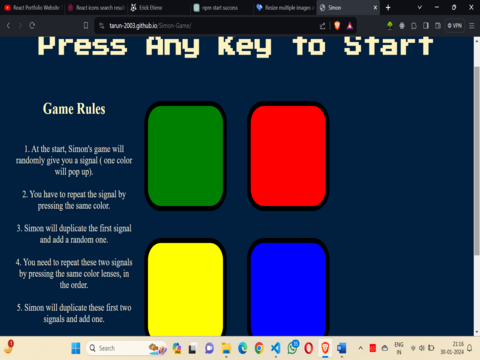 React Portfolio Website
React icons search resul
Erick Etieme
npm start success
Resize multiple images a
Simon
tarun-2003.github.io/Simon-Game/
VPN
Press Any Key to Start
Game Rules
1. At the start, Simon's game will
randomly give you a signal ( one color
will pop up).
2. You have to repeat the signal by
pressing the same color.
3. Simon will duplicate the first signal
and add a random one.
4. You need to repeat these two signals
by pressing the same color lenses, in
the order.
5. Simon will duplicate these first two
signals and add one.
Search
ENG
IN
21:16
30-01-2024